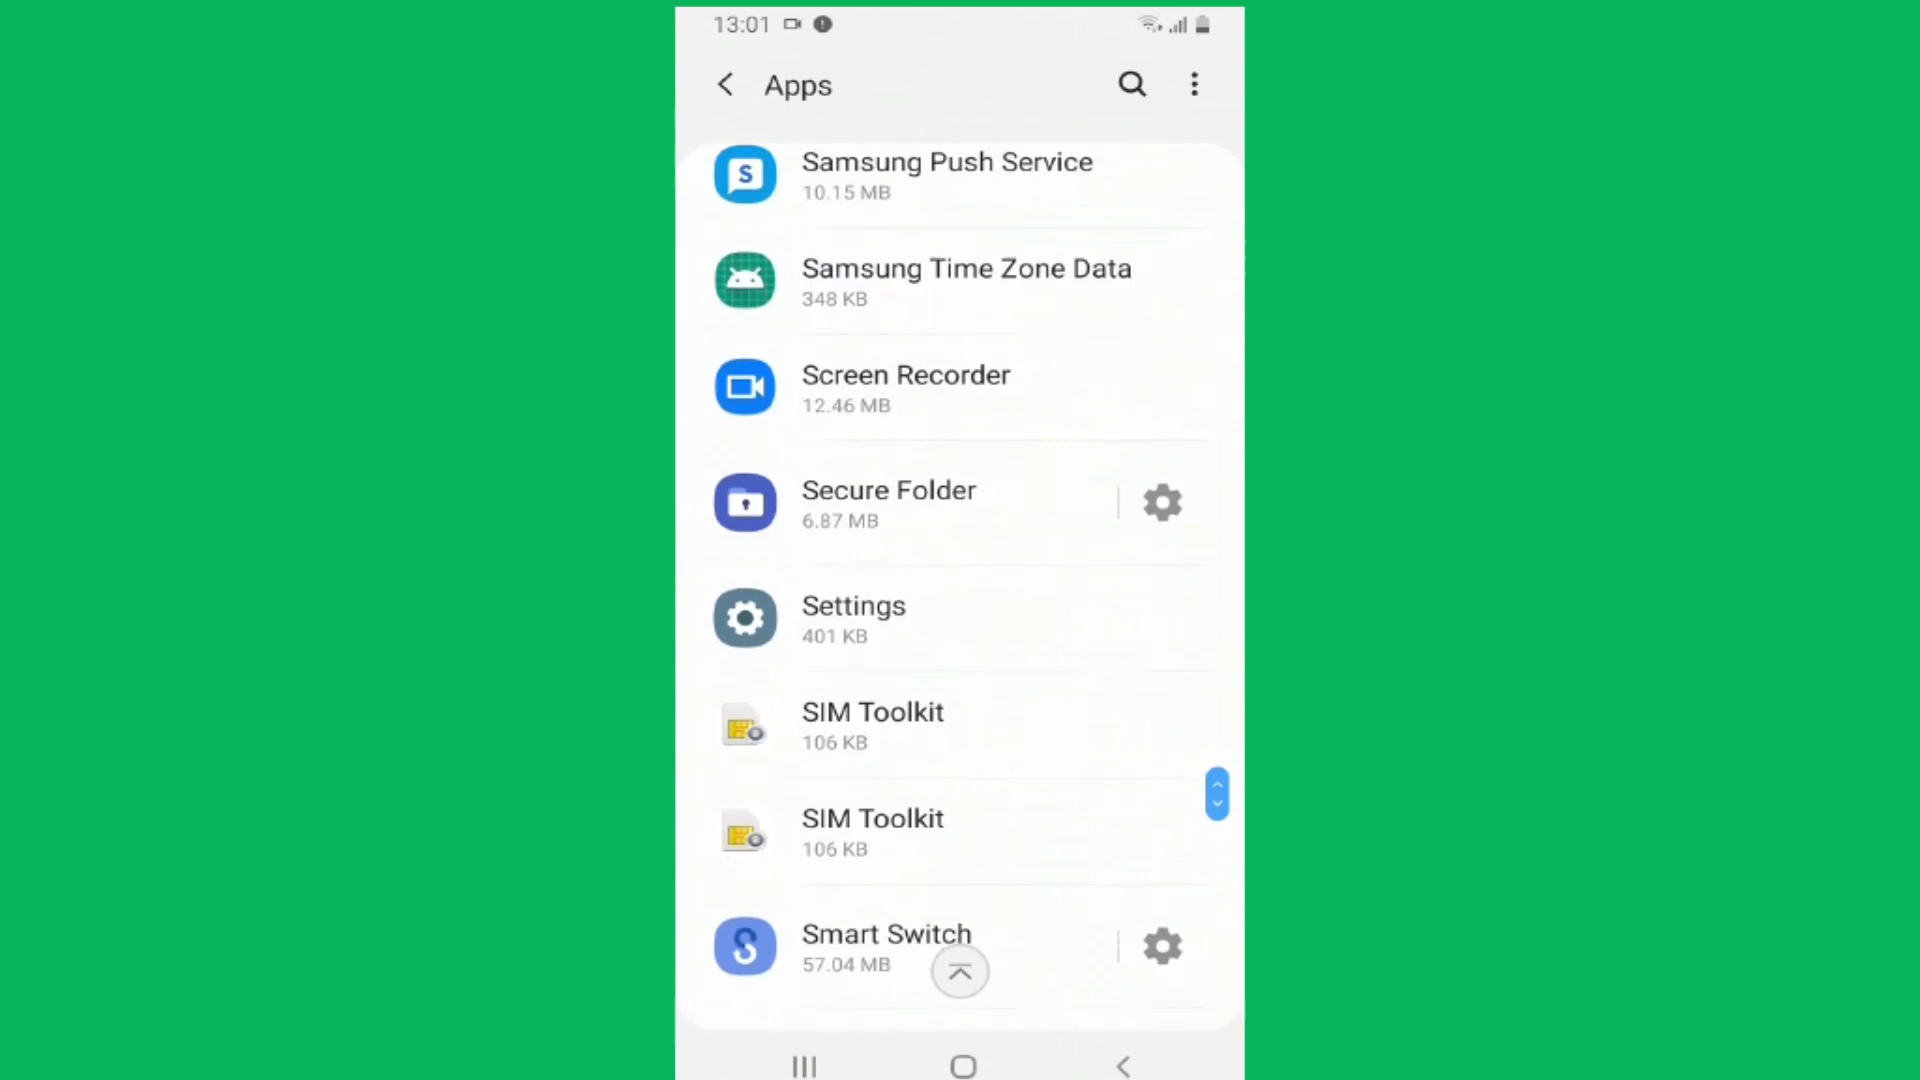 13:01
Apps
Samsung Push Service
10.15 MB
Samsung Time Zone Data
348 KB
Screen Recorder
12.46 MB
Secure Folder
6.87 MB
Settings
401 KB
SIM Toolkit
106 KB
SIM Toolkit
106 KB
Smart Switch
57.04 MB